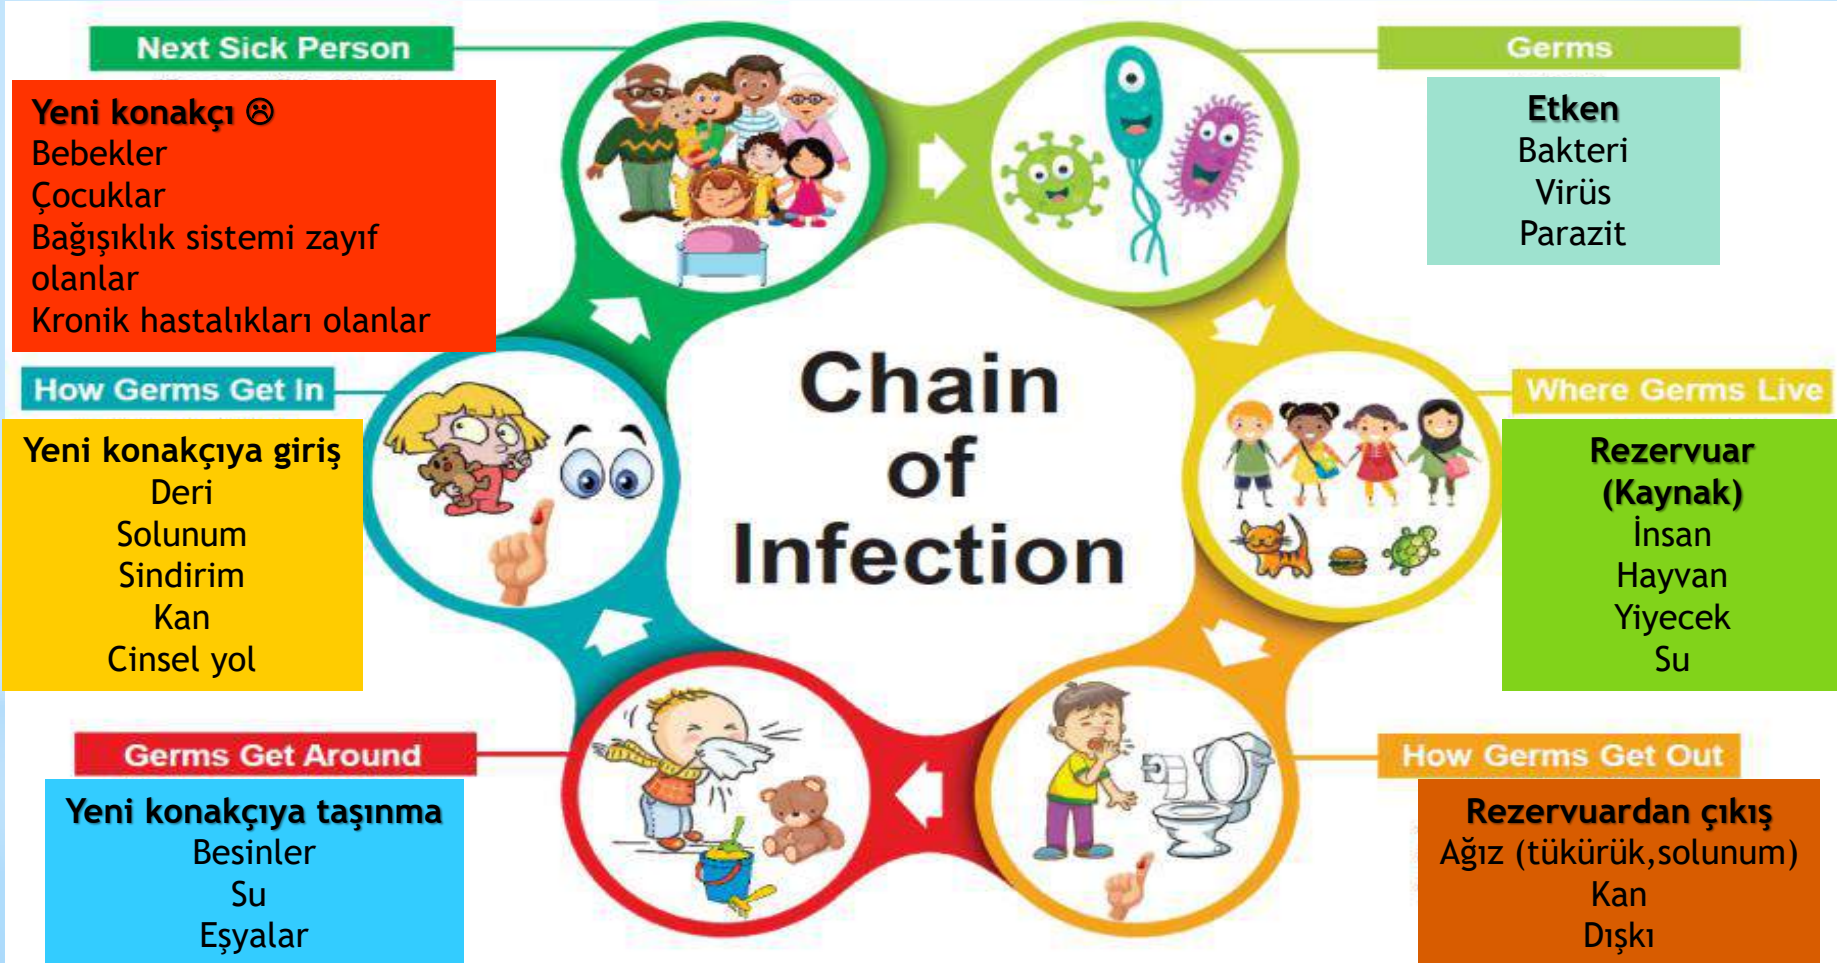 Next Sick Person
Yeni konakçı ☹
Bebekler
Çocuklar
Bağışıklık sistemi zayıf
olanlar
Kronik hastalıkları olanlar
Germs
Etken
Bakteri
Virüs
Parazit
Chain
of
Infection
How Germs Get In
Yeni konakçıya giriş
Deri
Solunum
Sindirim
Kan
Cinsel yol
Where Germs Live
Rezervuar
(Kaynak)
İnsan
Hayvan
Yiyecek
Su
Germs Get Around
Yeni konakçıya taşınma
Besinler
Su
Eşyalar
How Germs Get Out
Rezervuardan çıkış
Ağız (tükürük,solunum)
Kan
Dışkı